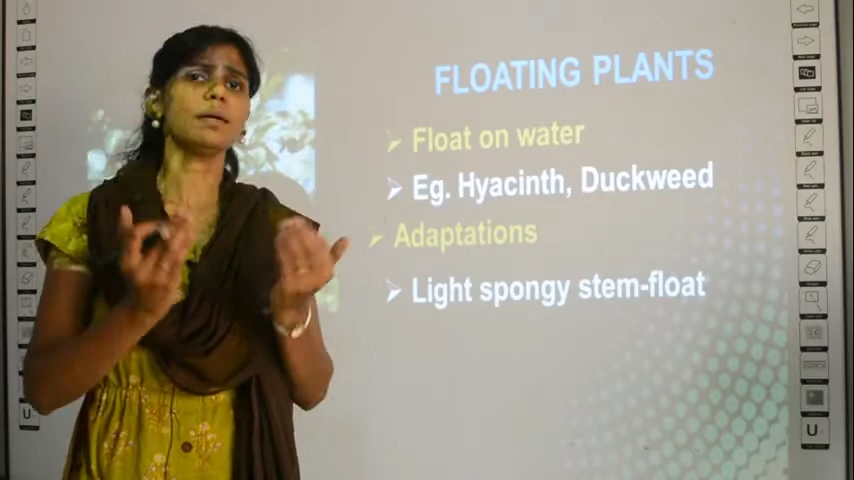 FLOATING PLANTS
➢ Float on water
➢ Eg. Hyacinth, Duckweed
➢ Adaptations
➢ Light spongy stem-float
U
U